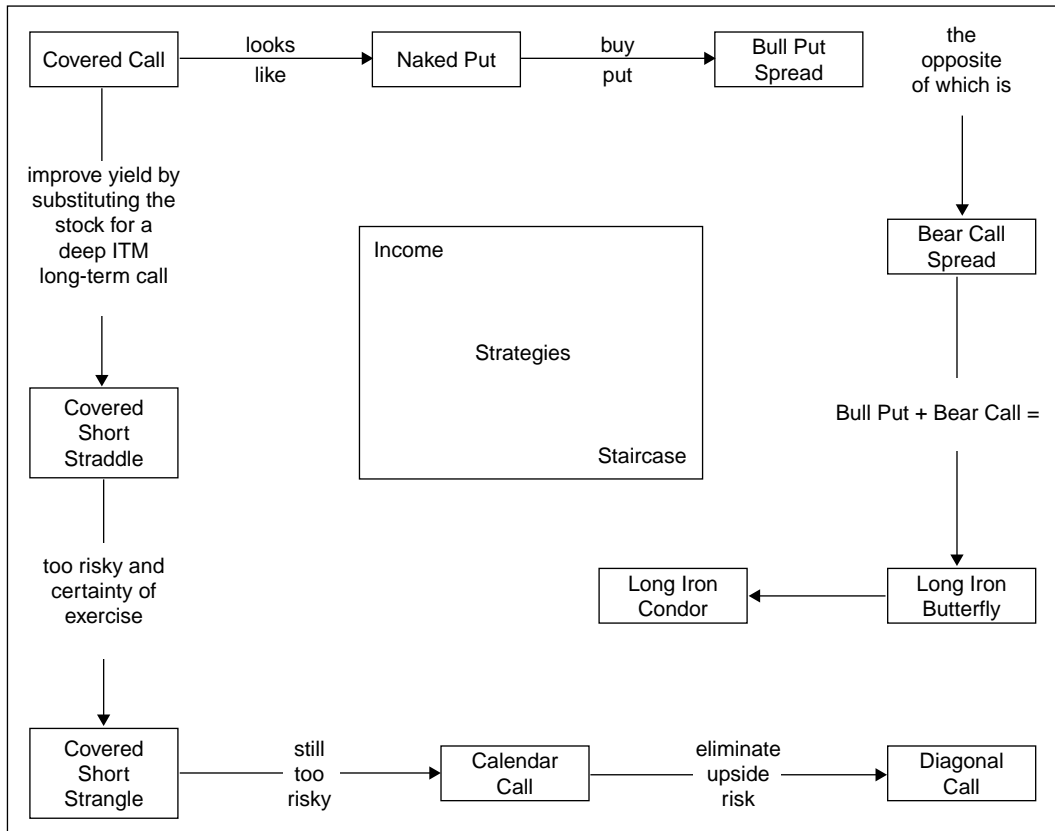 Covered Call
looks
like
Naked Put
buy
put
Bull Put
Spread
the
opposite
of which is
improve yield by
substituting the
stock for a
deep ITM
long-term call
Bear Call
Spread
Income
Strategies
Staircase
Covered
Short
Straddle
Bull Put + Bear Call =
too risky and
certainty of
exercise
Long Iron
Condor
Long Iron
Butterfly
Covered
Short
Strangle
still
too
risky
Calendar
Call
eliminate
upside
risk
Diagonal
Call